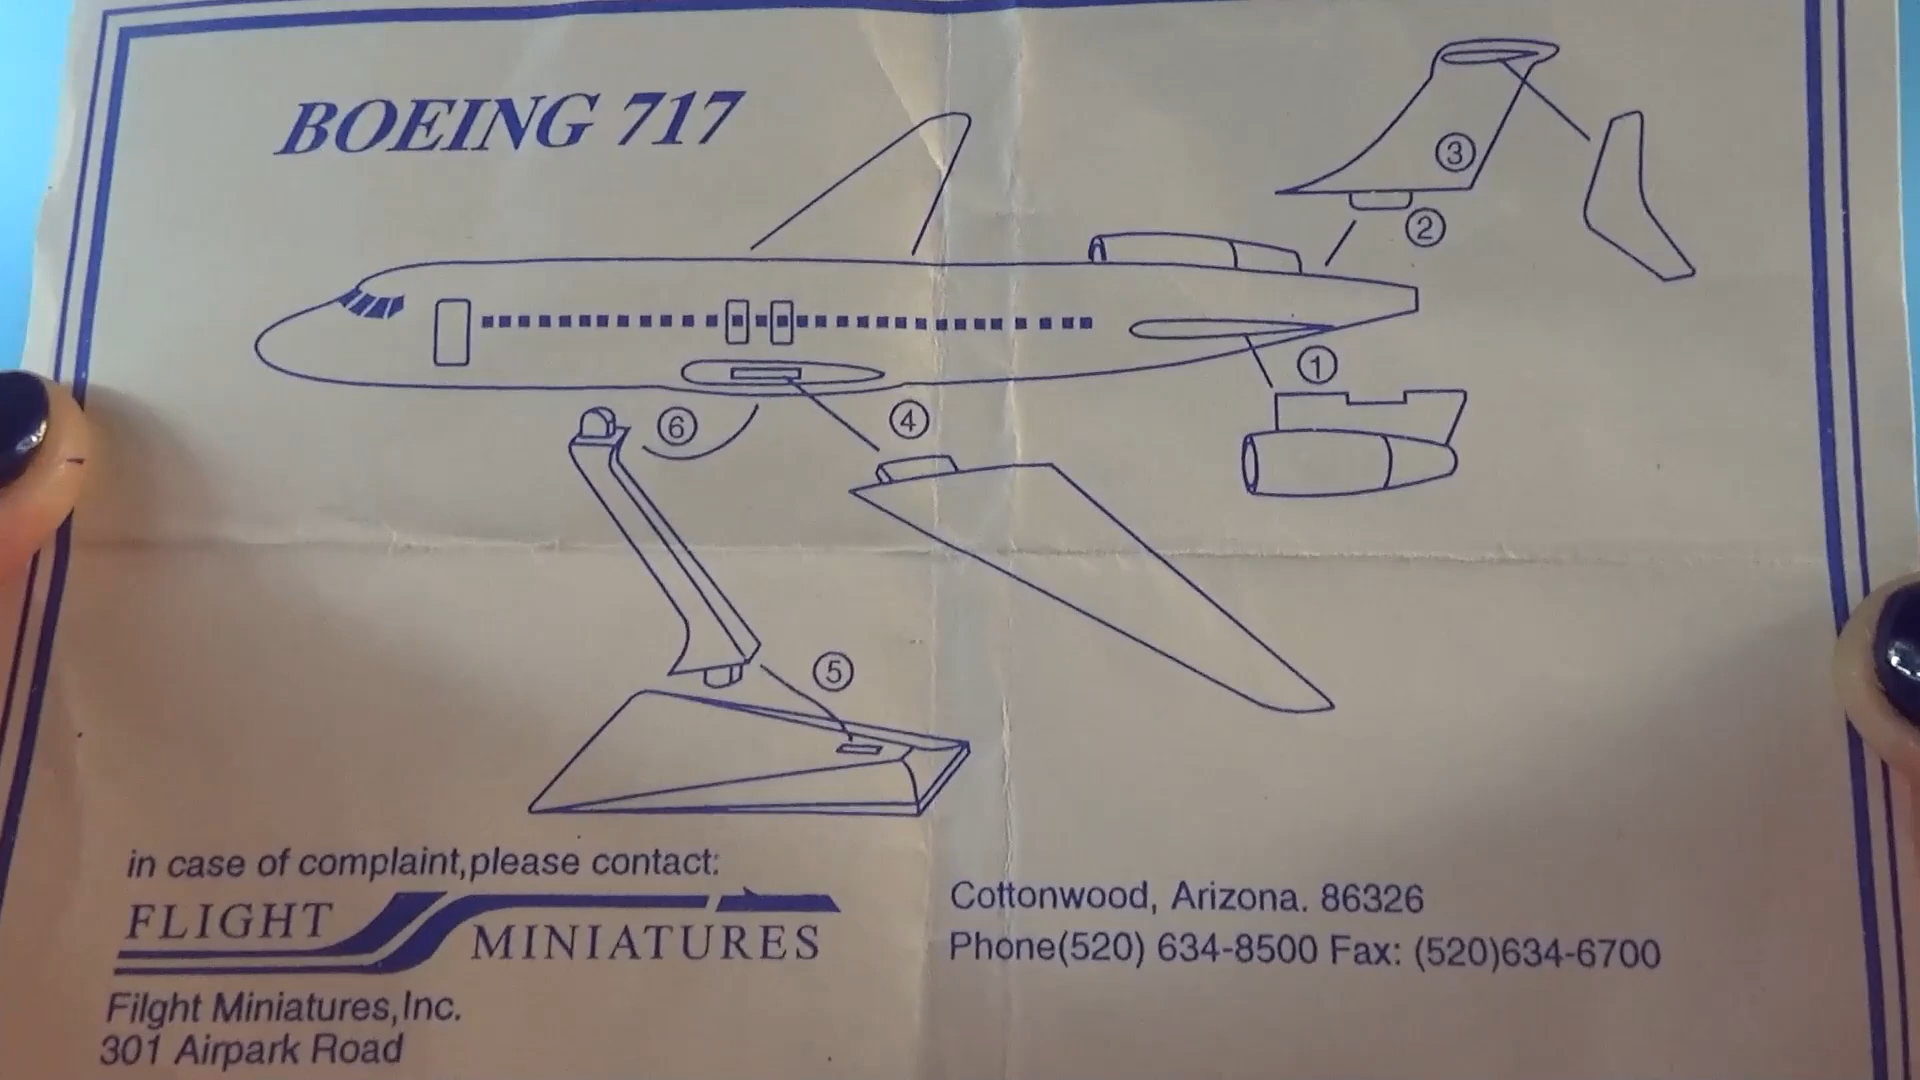 BOEING 717
3
2
1
6
4
5
in case of complaint,please contact:
FLIGHT MINIATURES
Filght Miniatures,Inc.
301 Airpark Road
Cottonwood, Arizona. 86326
Phone(520) 634-8500 Fax: (520)634-6700